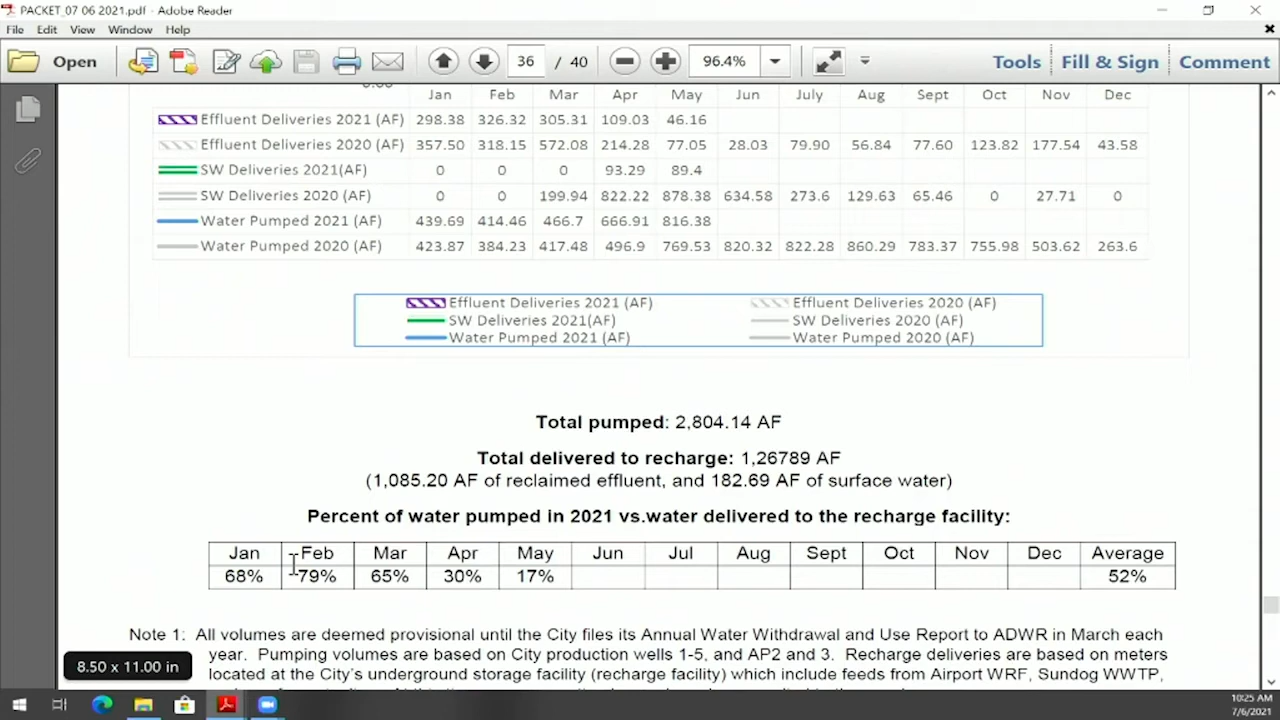 PACKET_07 06 2021.pdf - Adobe Reader
File Edit View Window Help
Open 36 / 40 96.4% Tools Fill & Sign Comment
Jan Feb Mar Apr May Jun July Aug Sept Oct Nov Dec
Effluent Deliveries 2021 (AF) 298.38 326.32 305.31 109.03 46.16
Effluent Deliveries 2020 (AF) 357.50 318.15 572.08 214.28 77.05 28.03 79.90 56.84 77.60 123.82 177.54 43.58
SW Deliveries 2021(AF) 0 0 0 93.29 89.4
SW Deliveries 2020 (AF) 0 0 199.94 822.22 878.38 634.58 273.6 129.63 65.46 0 27.71 0
Water Pumped 2021 (AF) 439.69 414.46 466.7 666.91 816.38
Water Pumped 2020 (AF) 423.87 384.23 417.48 496.9 769.53 820.32 822.28 860.29 783.37 755.98 503.62 263.6
Effluent Deliveries 2021 (AF) Effluent Deliveries 2020 (AF)
SW Deliveries 2021(AF) SW Deliveries 2020 (AF)
Water Pumped 2021 (AF) Water Pumped 2020 (AF)
Total pumped: 2,804.14 AF
Total delivered to recharge: 1,26789 AF
(1,085.20 AF of reclaimed effluent, and 182.69 AF of surface water)
Percent of water pumped in 2021 vs.water delivered to the recharge facility:
Jan Feb Mar Apr May Jun Jul Aug Sept Oct Nov Dec Average
68% 79% 65% 30% 17% 52%
Note 1: All volumes are deemed provisional until the City files its Annual Water Withdrawal and Use Report to ADWR in March each
year. Pumping volumes are based on City production wells 1-5, and AP2 and 3. Recharge deliveries are based on meters
located at the City's underground storage facility (recharge facility) which include feeds from Airport WRF, Sundog WWTP,
8.50 x 11.00 in
10:25 AM
7/6/2021